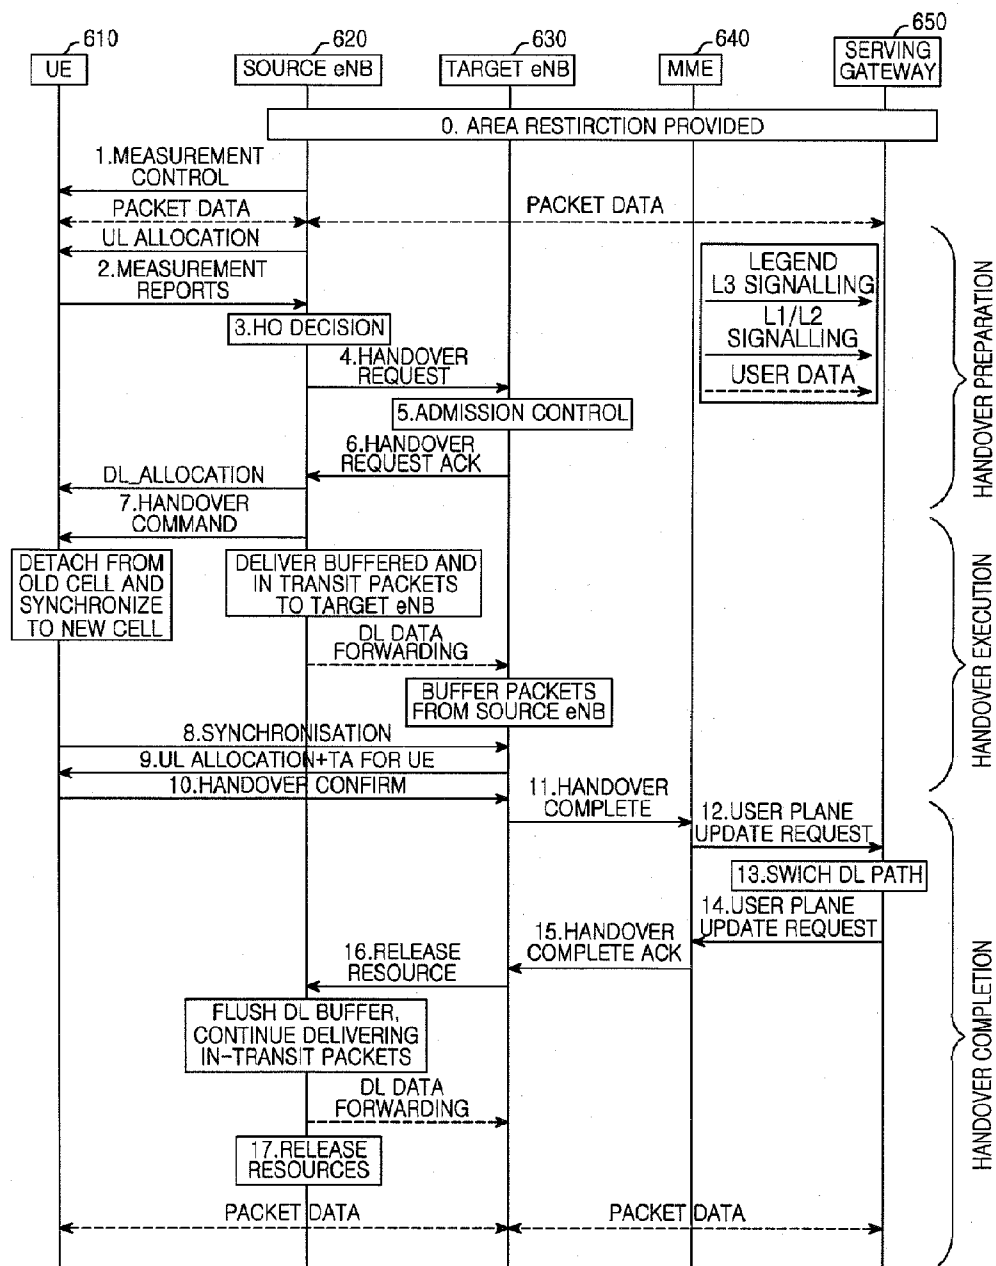 610
620
630
640
650
UE
SOURCE eNB
TARGET eNB
MME
SERVING
GATEWAY
0. AREA RESTIRCTION PROVIDED
1.MEASUREMENT
CONTROL
PACKET DATA
PACKET DATA
UL ALLOCATION
2.MEASUREMENT
REPORTS
LEGEND
L3 SIGNALLING
L1/L2
SIGNALLING
USER DATA
3.HO DECISION
4.HANDOVER
REQUEST
5.ADMISSION CONTROL
6.HANDOVER
REQUEST ACK
DL_ALLOCATION
7.HANDOVER
COMMAND
HANDOVER PREPARATION
DETACH FROM
OLD CELL AND
SYNCHRONIZE
TO NEW CELL
DELIVER BUFFERED AND
IN TRANSIT PACKETS
TO TARGET eNB
DL DATA
FORWARDING
BUFFER PACKETS
FROM SOURCE eNB
8.SYNCHRONISATION
9.UL ALLOCATION+TA FOR UE
10.HANDOVER CONFIRM
HANDOVER EXECUTION
11.HANDOVER
COMPLETE
12.USER PLANE
UPDATE REQUEST
13.SWICH DL PATH
14.USER PLANE
UPDATE REQUEST
15.HANDOVER
COMPLETE ACK
16.RELEASE
RESOURCE
FLUSH DL BUFFER,
CONTINUE DELIVERING
IN-TRANSIT PACKETS
DL DATA
FORWARDING
17.RELEASE
RESOURCES
PACKET DATA
PACKET DATA
HANDOVER COMPLETION